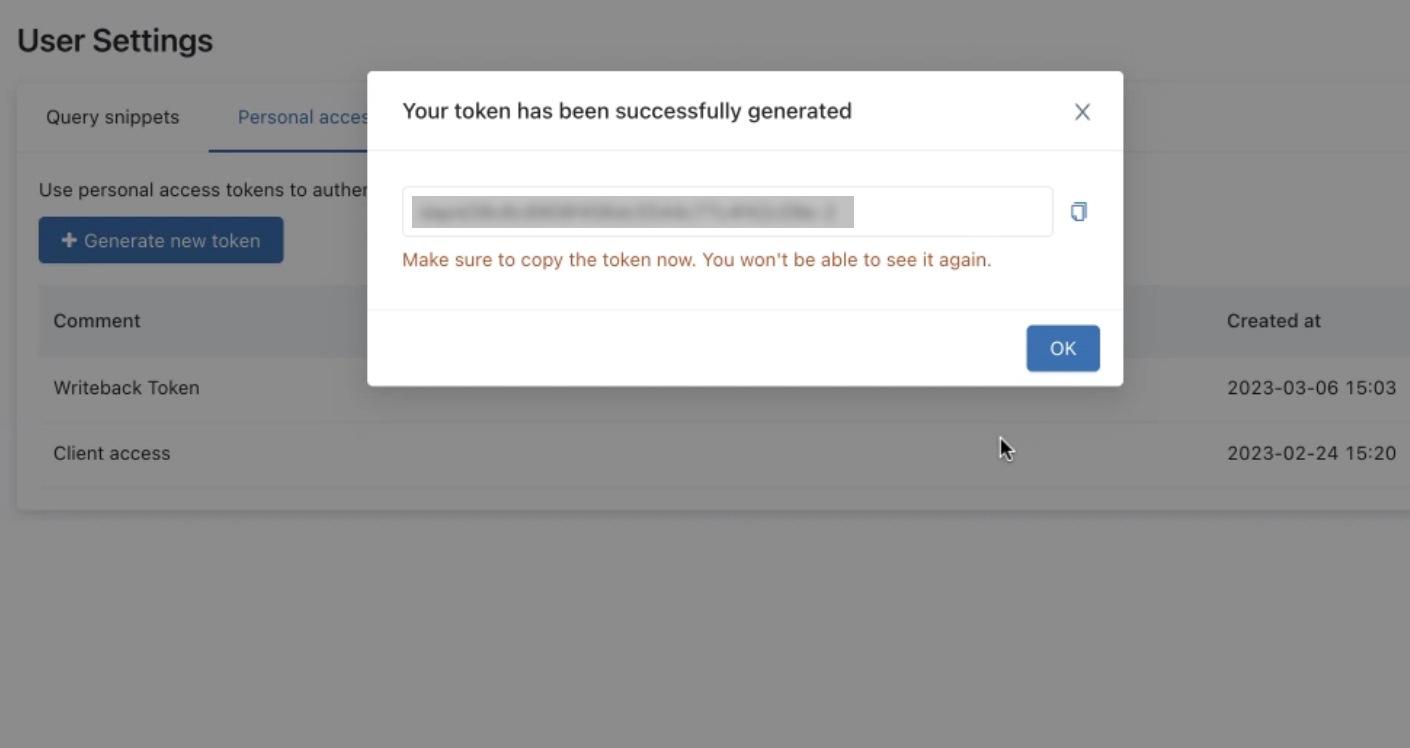 User Settings
Query snippets
Personal acces
Your token has been successfully generated
Use personal access tokens to auther
Generate new token
Make sure to copy the token now. You won't be able to see it again.
OK
Comment
Created at
Writeback Token
2023-03-06 15:03
Client access
2023-02-24 15:20